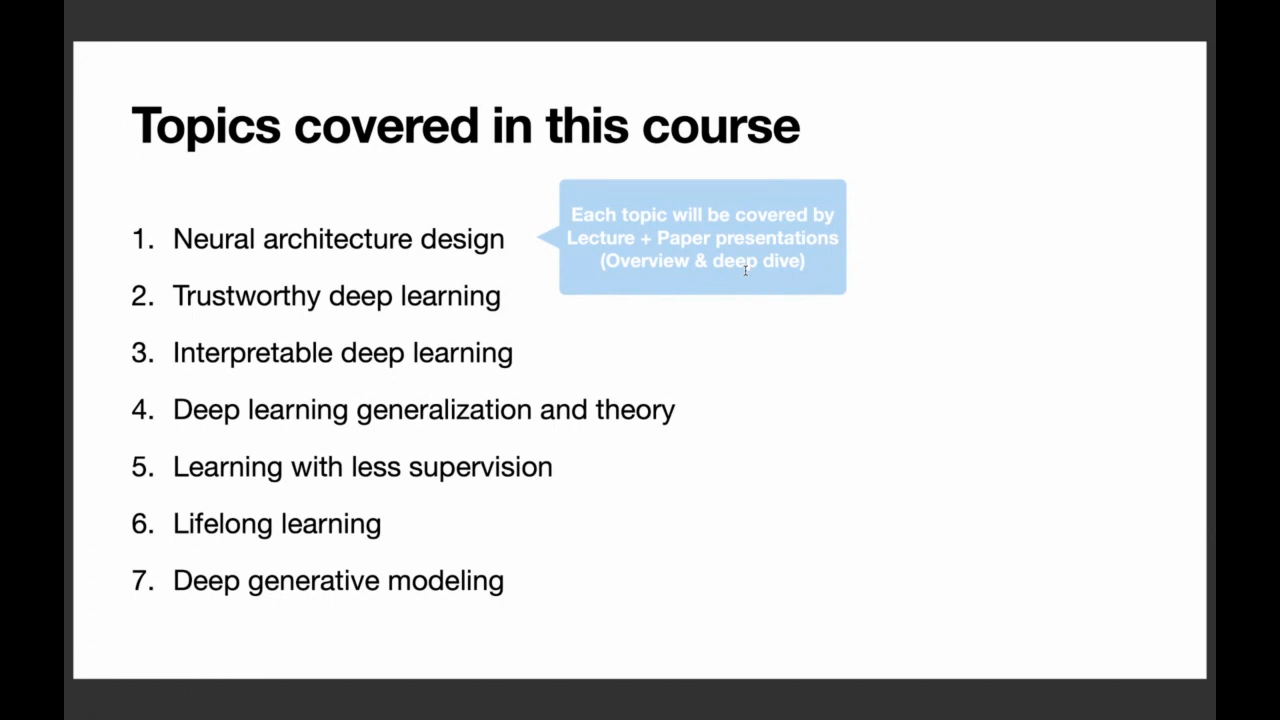 Topics covered in this course
Each topic will be covered by
Lecture + Paper presentations
(Overview & deep dive)
1. Neural architecture design
2. Trustworthy deep learning
3. Interpretable deep learning
4. Deep learning generalization and theory
5. Learning with less supervision
6. Lifelong learning
7. Deep generative modeling